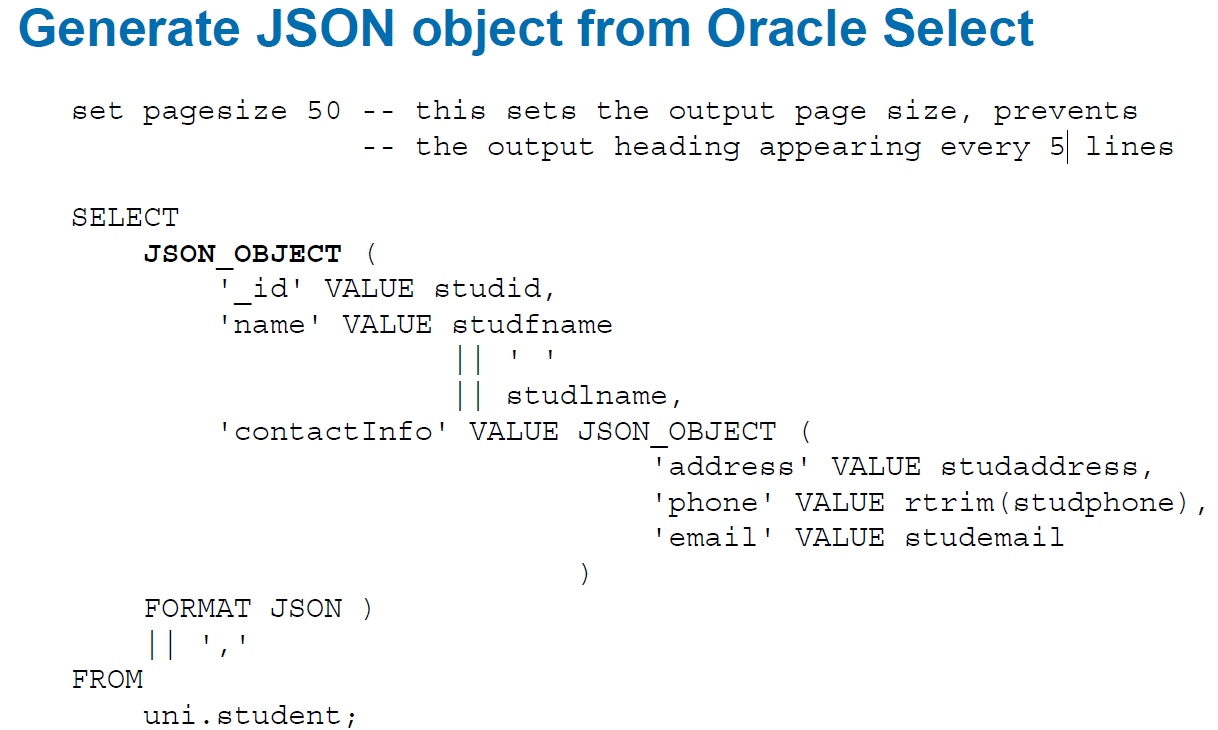 Generate JSON object from Oracle Select
set pagesize 50 -- this sets the output page size, prevents
-- the output heading appearing every 5 lines
SELECT
JSON_OBJECT (
'_id' VALUE studid,
'name' VALUE studfname
|| ' '
|| studlname,
'contactInfo' VALUE JSON_OBJECT (
'address' VALUE studaddress,
'phone' VALUE rtrim(studphone),
'email' VALUE studemail
)
FORMAT JSON )
|| ','
FROM
uni.student;